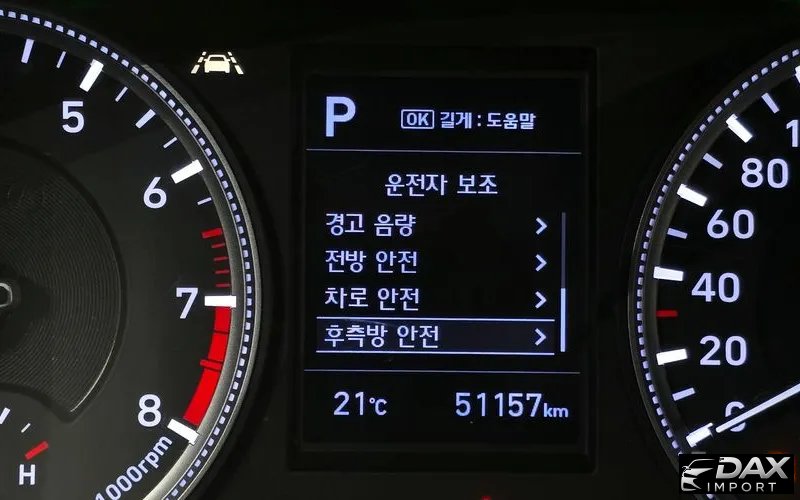 5
6
7
8
H
1000rpm
P
OK 길게 : 도움말
운전자 보조
경고 음량 >
전방 안전 >
차로 안전 >
후측방 안전 >
21℃ 51157km
80
60
40
20
0
DAX
IMPORT